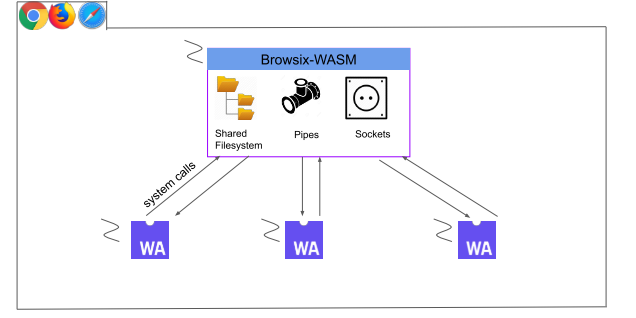 Browsix-WASM
Shared
Filesystem
Pipes
Sockets
system calls
WA
WA
WA